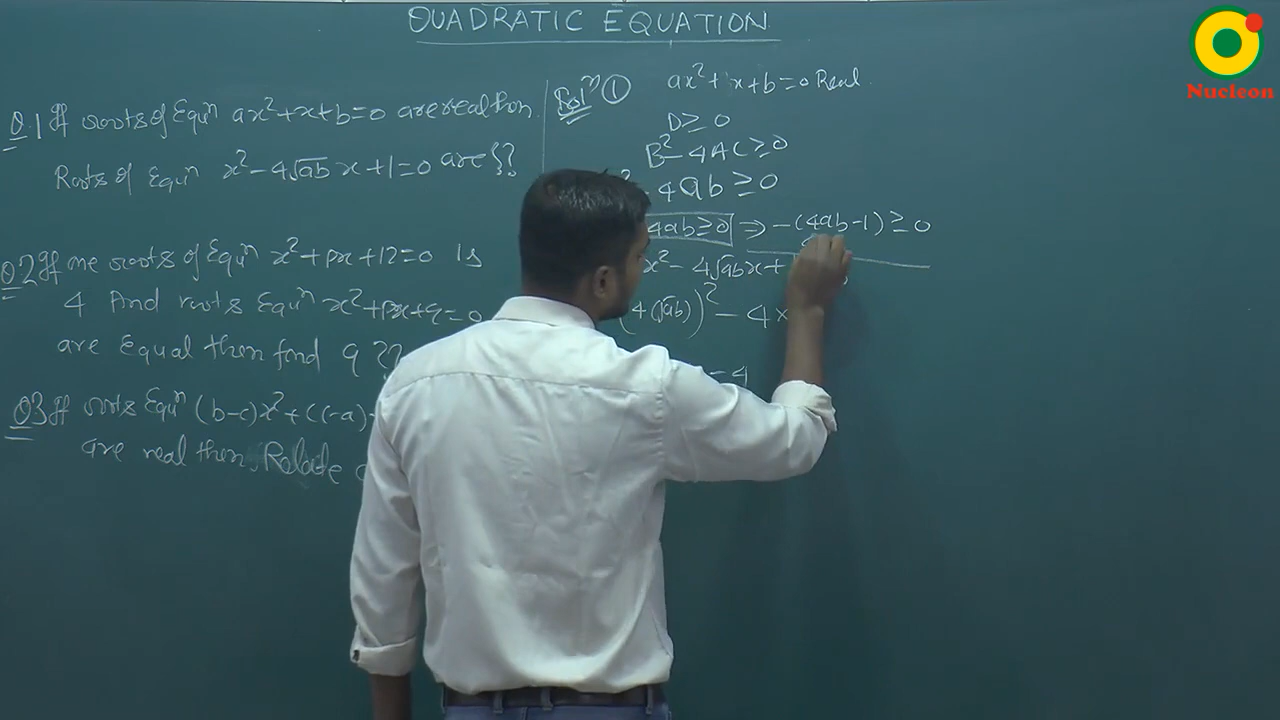 QUADRATIC EQUATION
Nucleon
Q.1 If roots of Equⁿ ax²+x+b=0 are real then
Roots of Equⁿ x²-4√ab x+1=0 are ??
Q2 If one roots of Equⁿ x²+px+12=0 Is
4 And roots Equⁿ x²+px+q=0
are Equal then find q ??
Q3 If roots Equⁿ (b-c)x²+(c-a)
are real then Relate
Solⁿ ① ax²+x+b=0 Real
D≥0
B²-4AC≥0
-4ab≥0
4ab≥0 ⇒ -(4ab-1)≥0
x²-4√abx+
(4(√ab))²-4×
-4